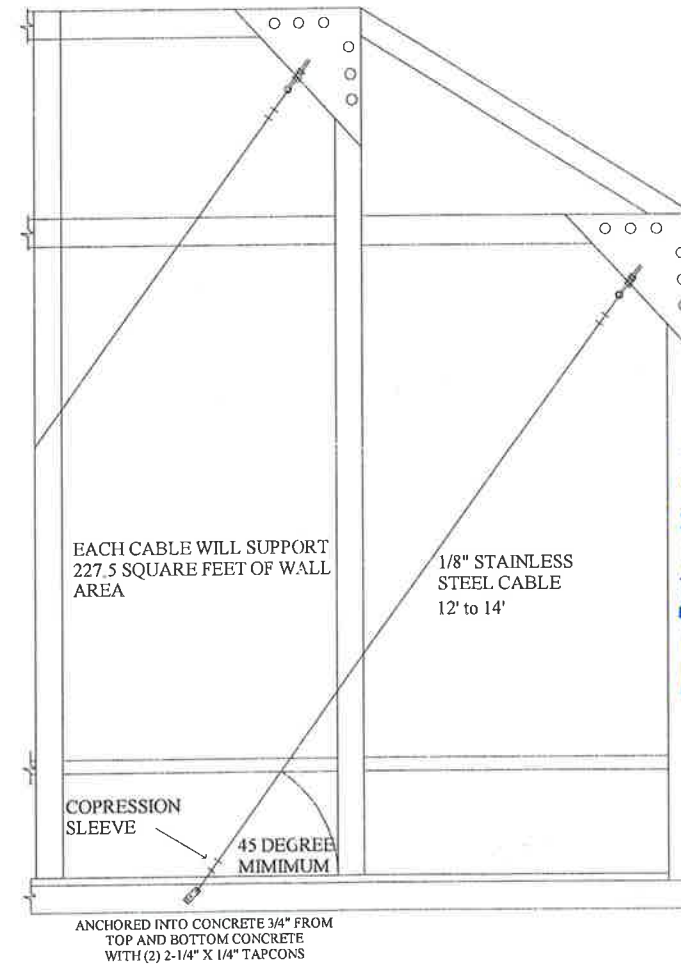 EACH CABLE WILL SUPPORT
227.5 SQUARE FEET OF WALL
AREA
1/8" STAINLESS
STEEL CABLE
12' to 14'
COPRESSION
SLEEVE
45 DEGREE
MIMIMUM
ANCHORED INTO CONCRETE 3/4" FROM
TOP AND BOTTOM CONCRETE
WITH (2) 2-1/4" X 1/4" TAPCONS